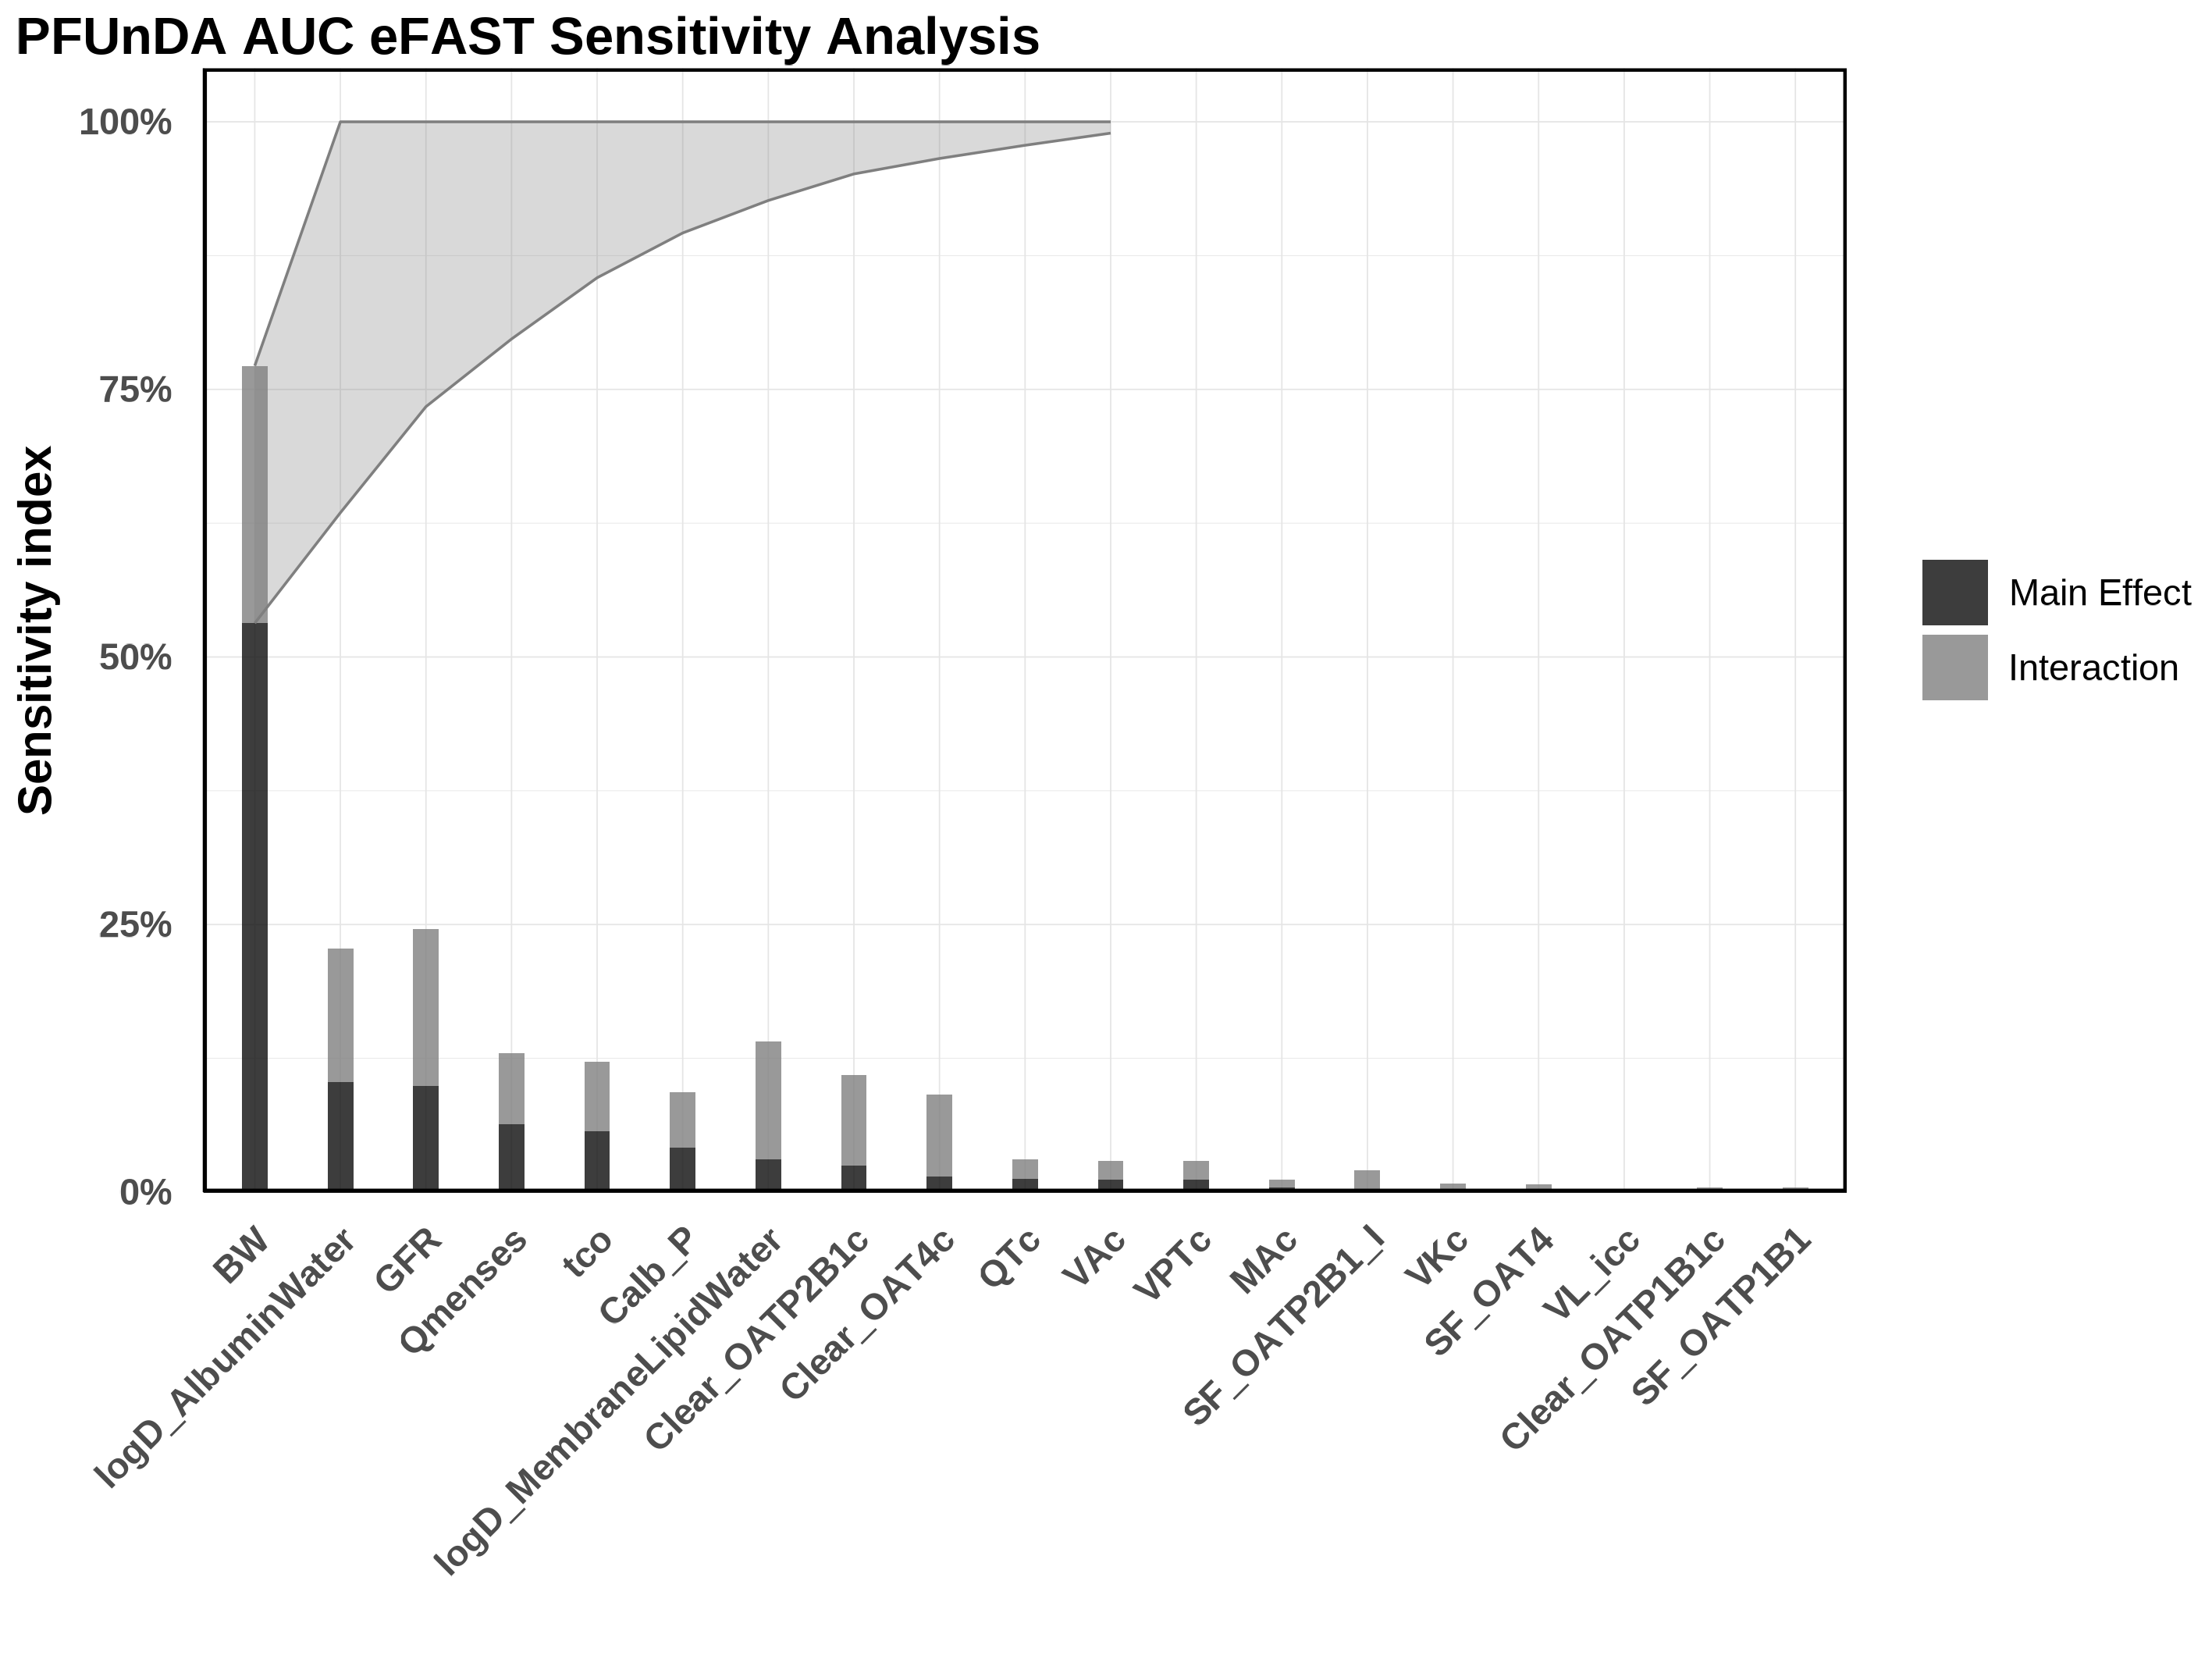 PFUnDA AUC eFAST Sensitivity Analysis
Sensitivity index
100%
75%
50%
25%
0%
BW
logD_AlbuminWater
GFR
Qmenses
tco
Calb_P
logD_MembraneLipidWater
Clear_OATP2B1c
Clear_OAT4c
QTc
VAc
VPTc
MAc
SF_OATP2B1_l
VKc
SF_OAT4
VL_icc
Clear_OATP1B1c
SF_OATP1B1
Main Effect
Interaction